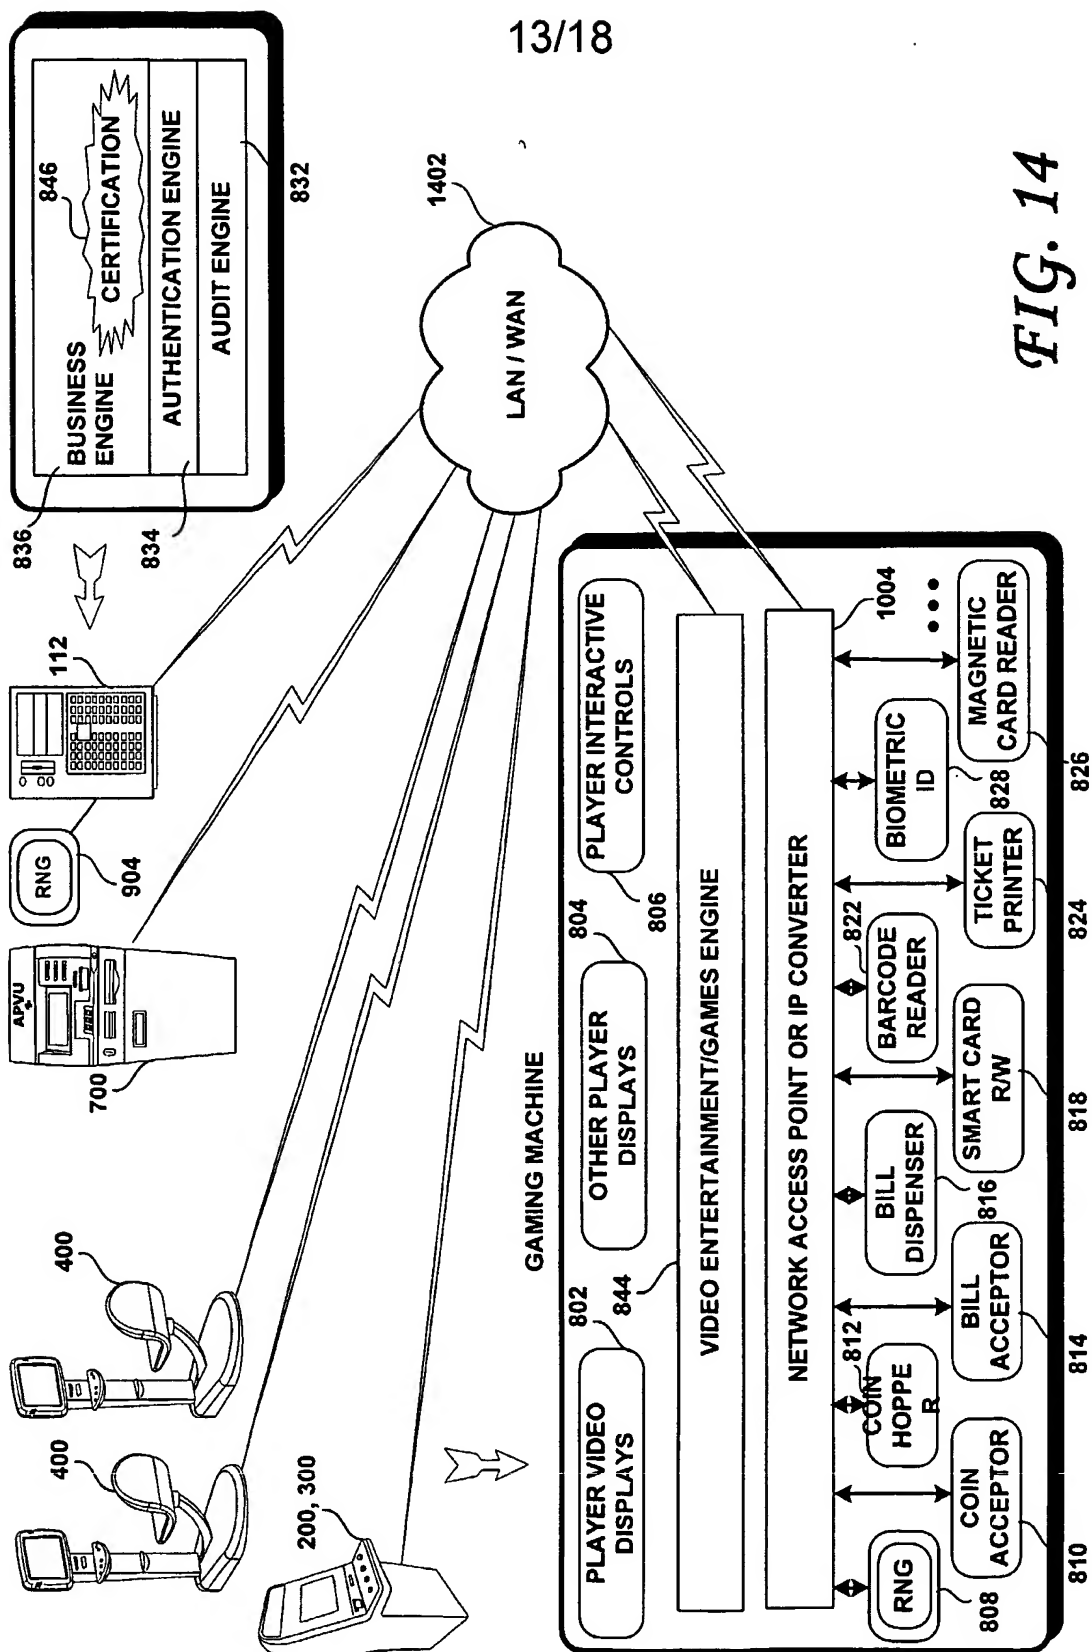 13/18
846
BUSINESS
ENGINE
CERTIFICATION
AUTHENTICATION ENGINE
AUDIT ENGINE
836
834
832
112
RNG
904
APVU
700
400
400
200, 300
1402
LAN / WAN
GAMING MACHINE
802
804
PLAYER VIDEO
DISPLAYS
OTHER PLAYER
DISPLAYS
PLAYER INTERACTIVE
CONTROLS
806
844
VIDEO ENTERTAINMENT/GAMES ENGINE
NETWORK ACCESS POINT OR IP CONVERTER
1004
812
822
RNG
808
COIN
ACCEPTOR
810
COIN
HOPPE
R
BILL
ACCEPTOR
814
BILL
DISPENSER
816
SMART CARD
R/W
818
BARCODE
READER
TICKET
PRINTER
824
BIOMETRIC
ID
828
MAGNETIC
CARD READER
826
FIG. 14